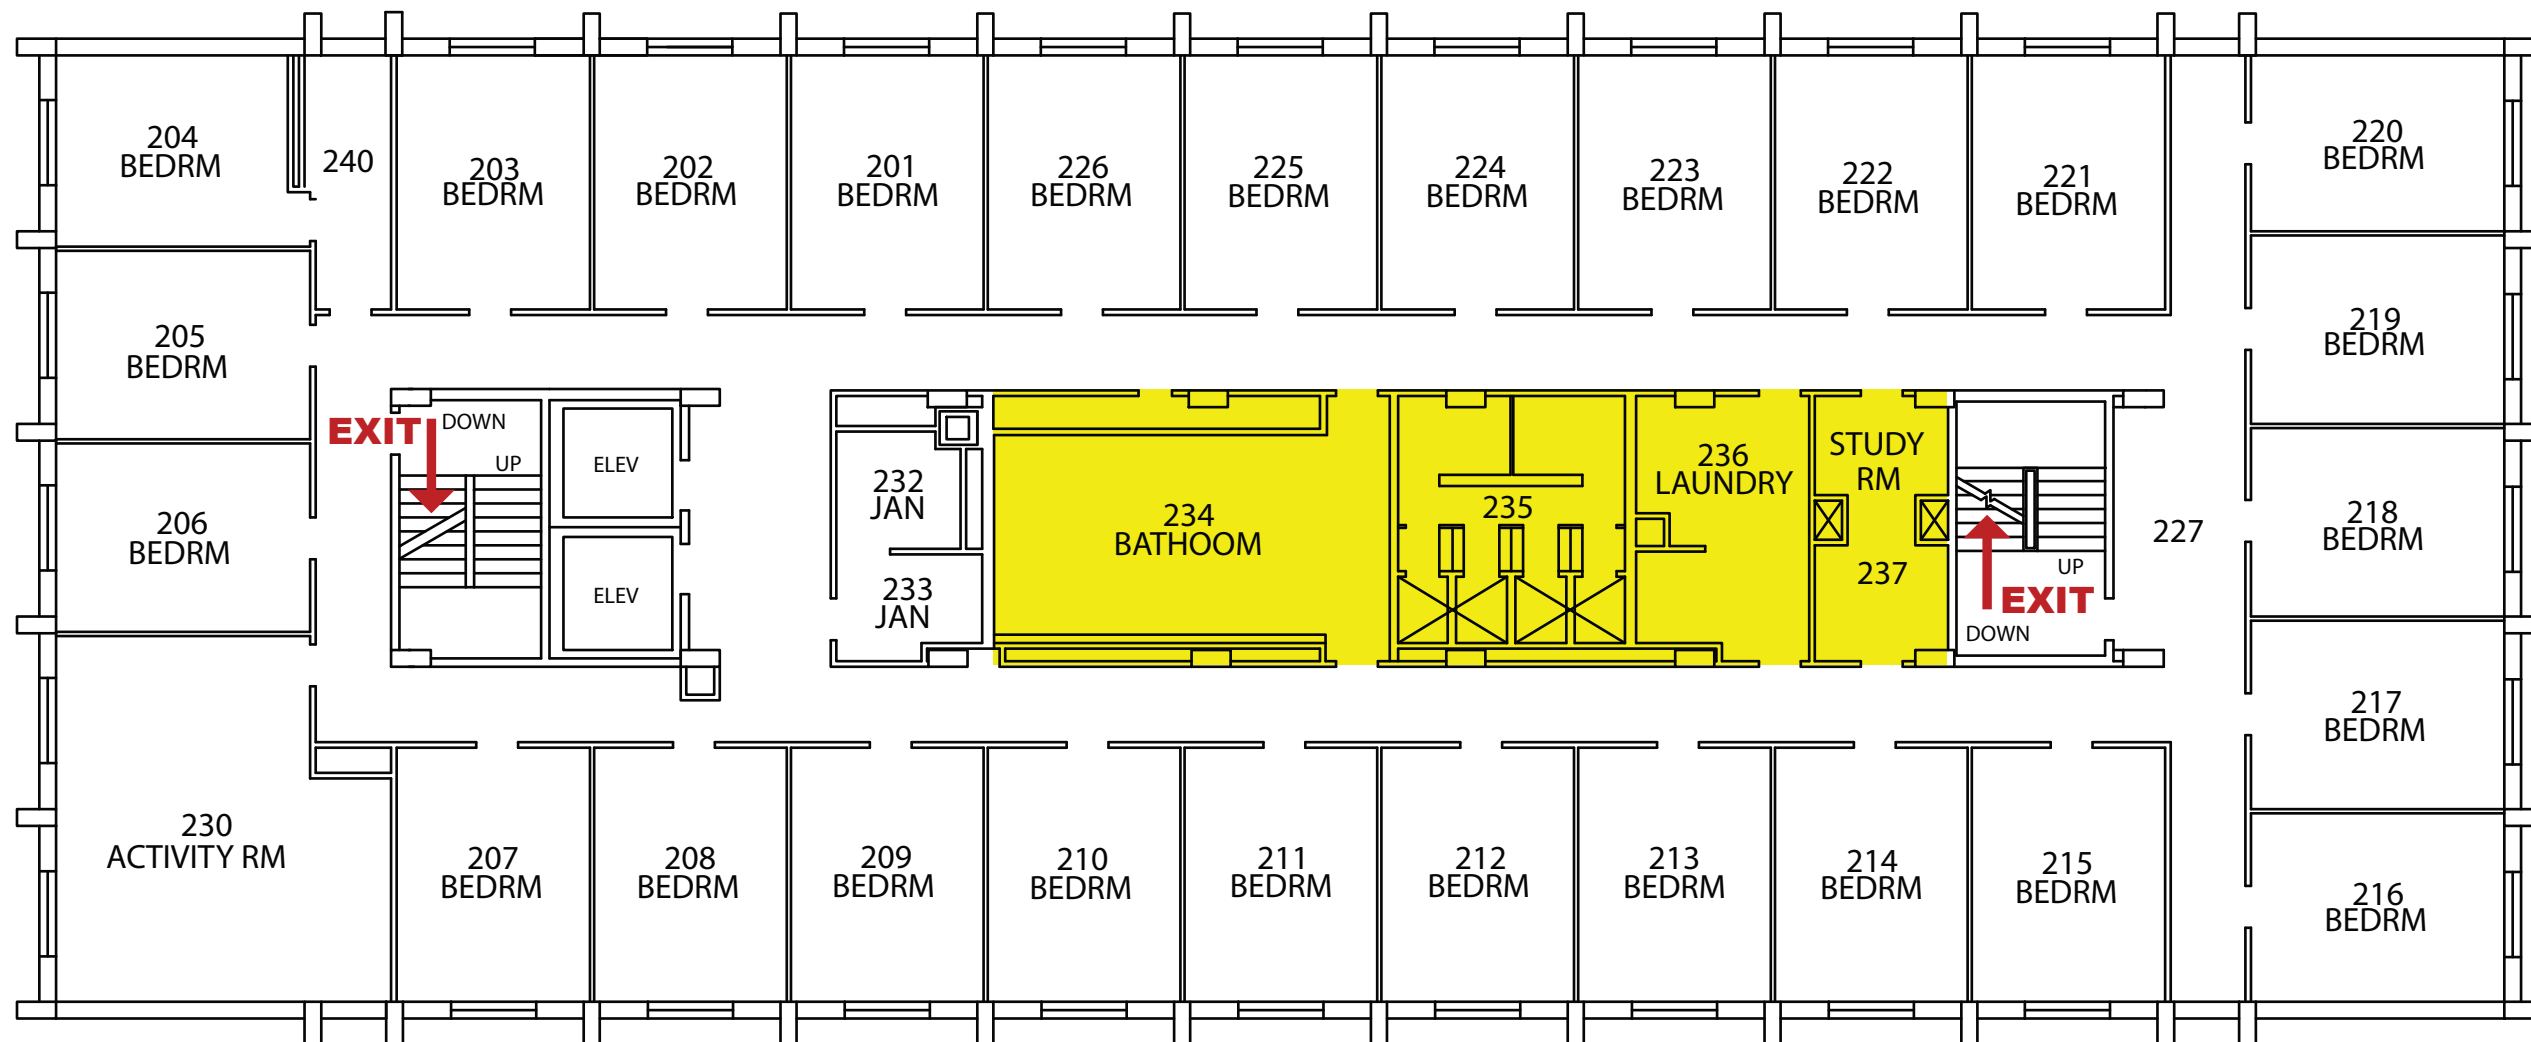 204
BEDRM
240
203
BEDRM
202
BEDRM
201
BEDRM
226
BEDRM
225
BEDRM
224
BEDRM
223
BEDRM
222
BEDRM
221
BEDRM
220
BEDRM
205
BEDRM
219
BEDRM
EXIT
DOWN
UP
ELEV
ELEV
206
BEDRM
232
JAN
233
JAN
234
BATHOOM
235
236
LAUNDRY
STUDY
RM
237
UP
EXIT
DOWN
227
218
BEDRM
217
BEDRM
230
ACTIVITY RM
207
BEDRM
208
BEDRM
209
BEDRM
210
BEDRM
211
BEDRM
212
BEDRM
213
BEDRM
214
BEDRM
215
BEDRM
216
BEDRM